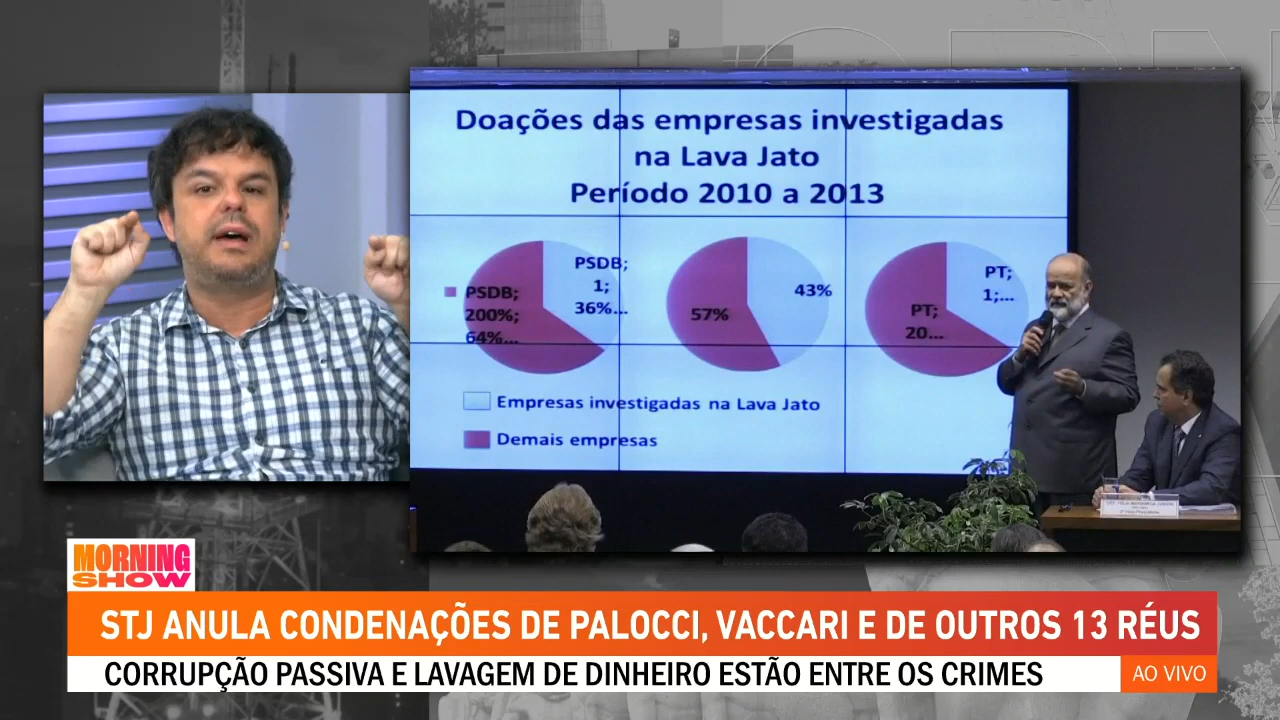 Doações das empresas investigadas
na Lava Jato
Período 2010 a 2013
PSDB;
1;
36%...
PSDB;
200%;
64%...
57%
43%
PT;
1;...
PT;
20...
Empresas investigadas na Lava Jato
Demais empresas
MORNING
SHOW
STJ ANULA CONDENAÇÕES DE PALOCCI, VACCARI E DE OUTROS 13 RÉUS
CORRUPÇÃO PASSIVA E LAVAGEM DE DINHEIRO ESTÃO ENTRE OS CRIMES
AO VIVO